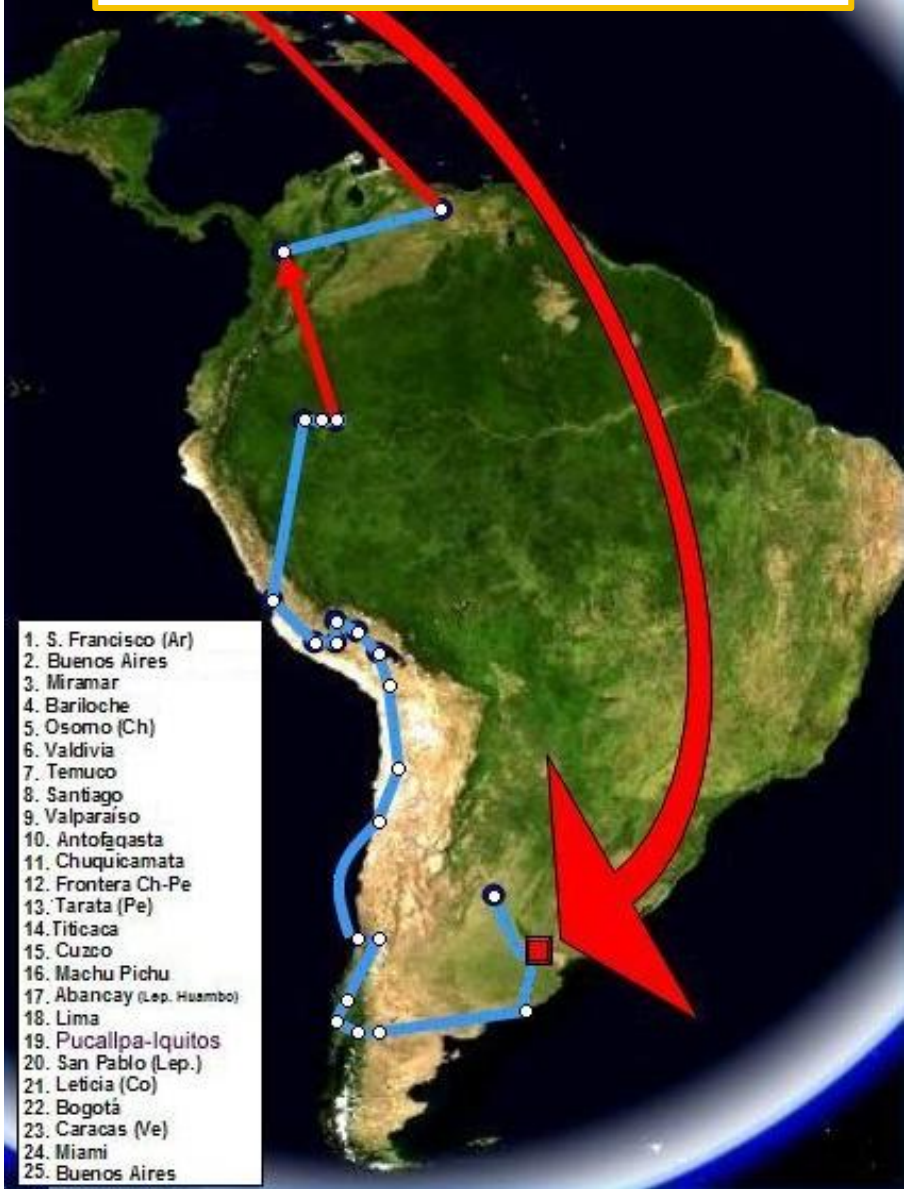 1. S. Francisco (Ar)
2. Buenos Aires
3. Miramar
4. Bariloche
5. Osorno (Ch)
6. Valdivia
7. Temuco
8. Santiago
9. Valparaíso
10. Antofagasta
11. Chuquicamata
12. Frontera Ch-Pe
13. Tarata (Pe)
14. Titicaca
15. Cuzco
16. Machu Pichu
17. Abancay (Lep. Huambo)
18. Lima
19. Pucallpa-Iquitos
20. San Pablo (Lep.)
21. Leticia (Co)
22. Bogotá
23. Caracas (Ve)
24. Miami
25. Buenos Aires